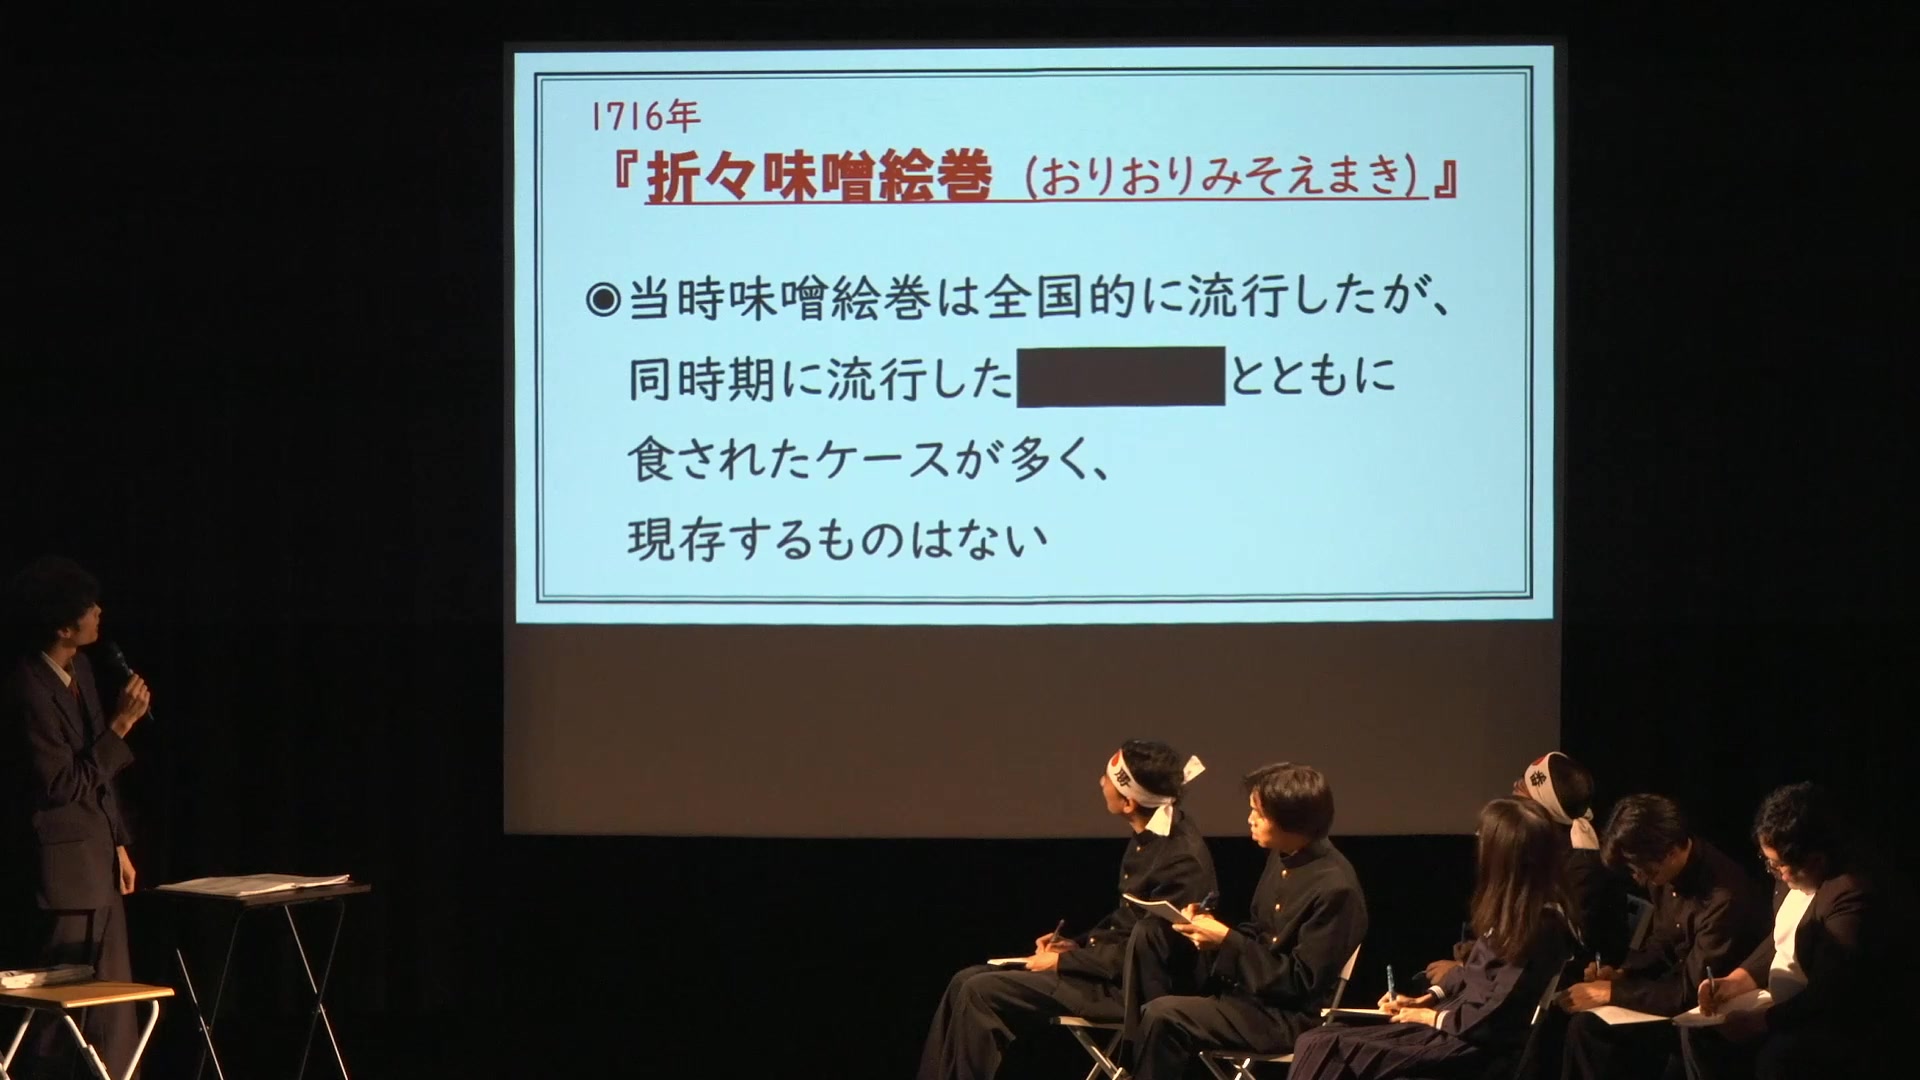 1716年
『折々味噌絵巻（おりおりみそえまき）』
◉当時味噌絵巻は全国的に流行したが、
同時期に流行した
とともに
食されたケースが多く、
現存するものはない